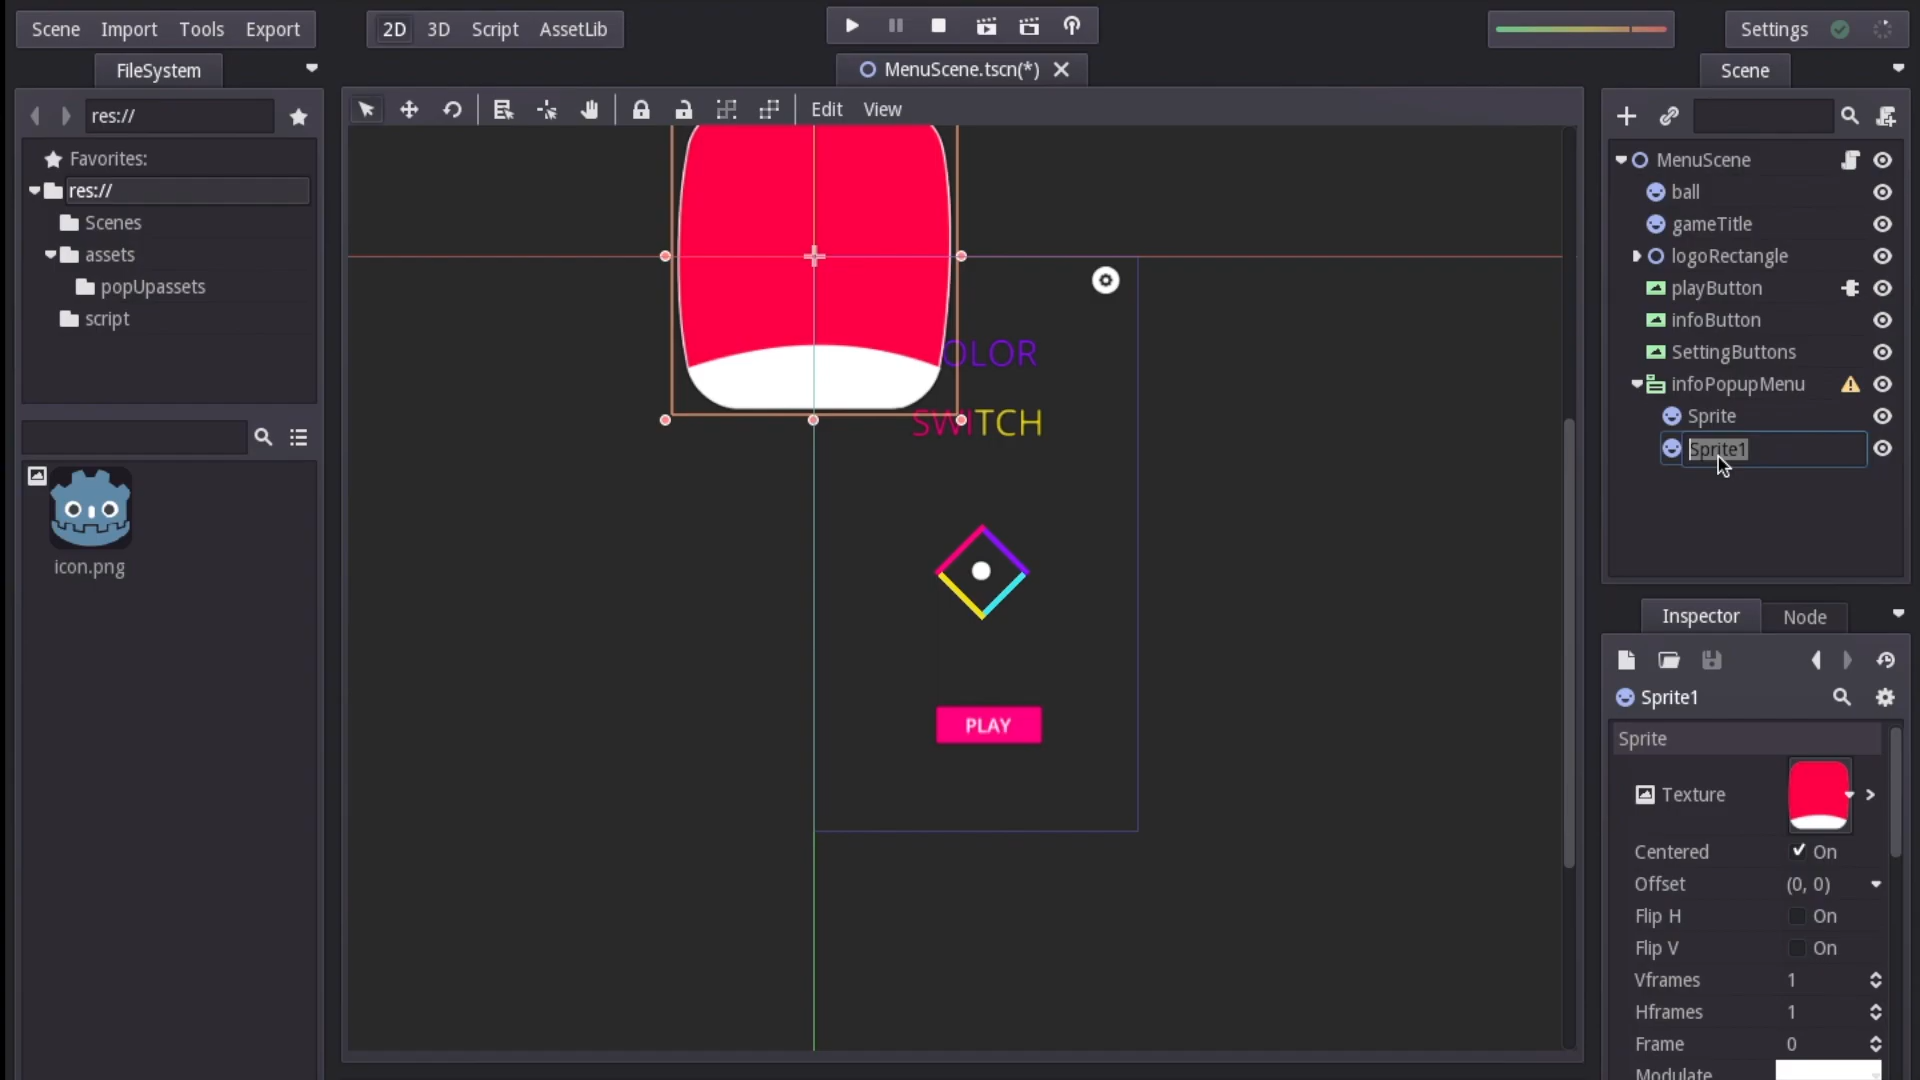 Scene Import Tools Export
2D 3D Script AssetLib
Settings
FileSystem
MenuScene.tscn(*)
Scene
res://
Edit View
Favorites:
res://
Scenes
assets
popUpassets
script
icon.png
OLOR
SWITCH
PLAY
MenuScene
ball
gameTitle
logoRectangle
playButton
infoButton
SettingButtons
infoPopupMenu
Sprite
Sprite1
Inspector Node
Sprite1
Sprite
Texture
Centered On
Offset (0, 0)
Flip H On
Flip V On
Vframes 1
Hframes 1
Frame 0
Modulate